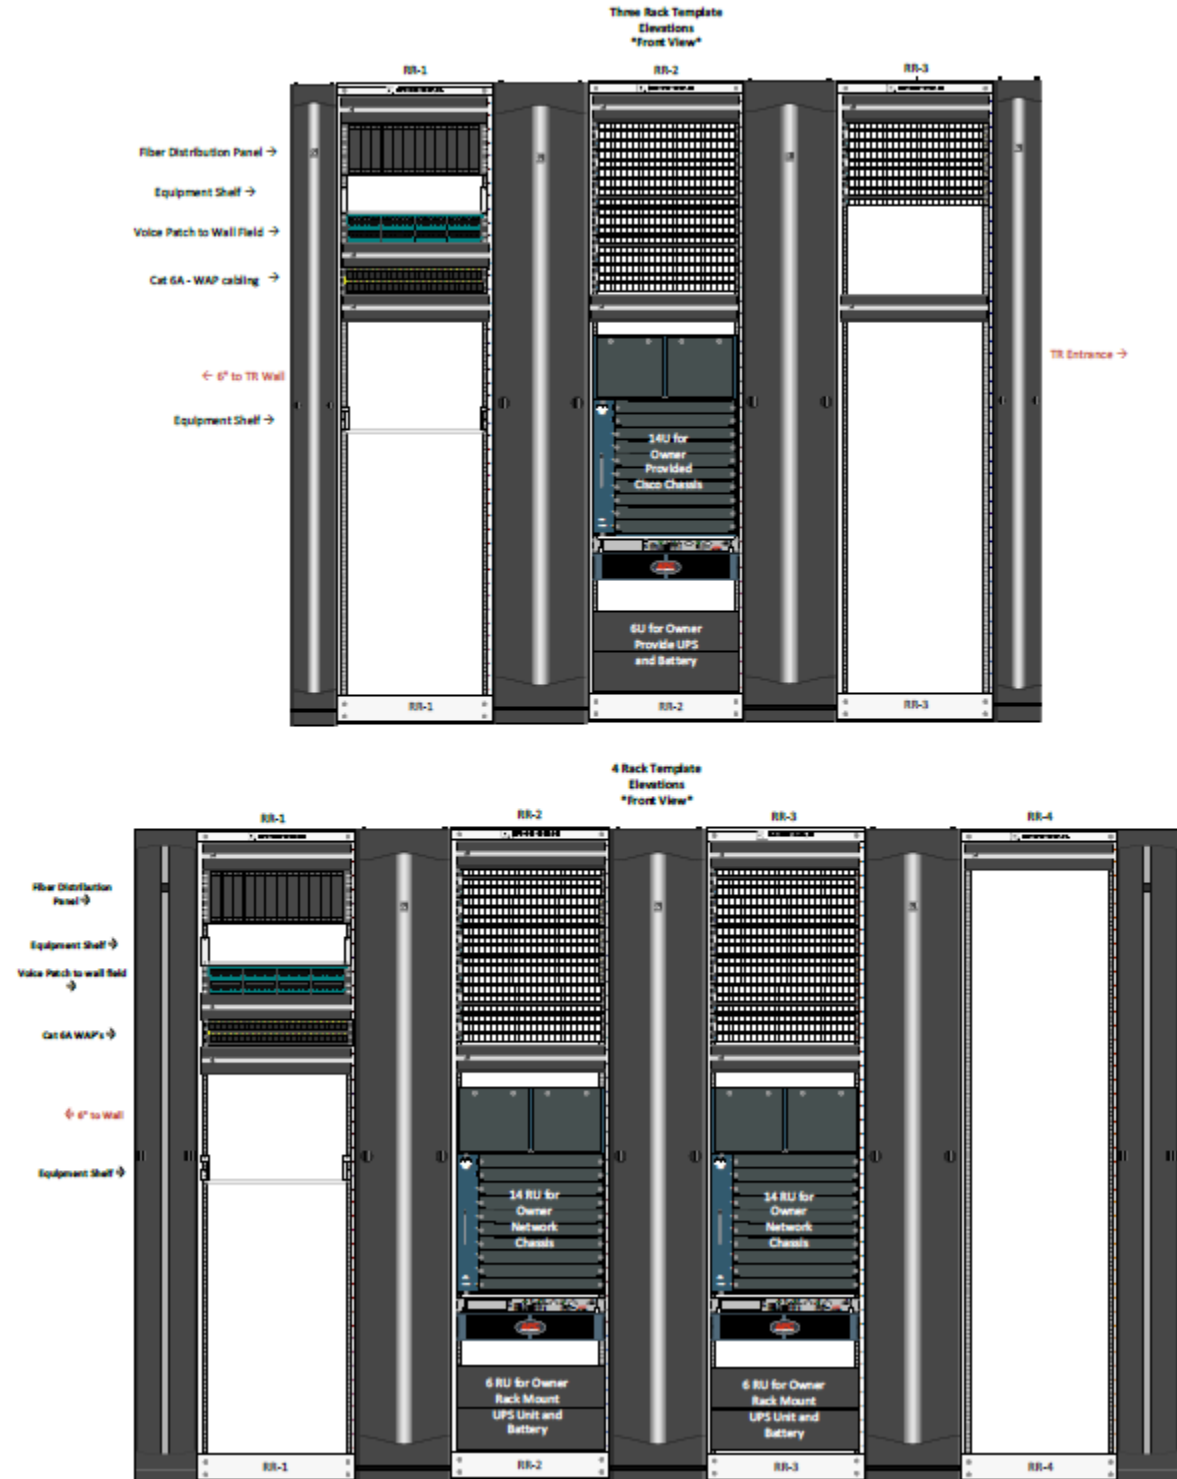 Three Rack Template
Elevations
*Front View*
RR-1
RR-2
RR-3
Fiber Distribution Panel →
Equipment Shelf →
Voice Patch to Wall Field →
Cat 6A - WAP cabling →
← 6" to TR Wall
Equipment Shelf →
TR Entrance →
14U for
Owner
Provided
Cisco Chassis
6U for Owner
Provide UPS
and Battery
RR-1
RR-2
RR-3
4 Rack Template
Elevations
*Front View*
RR-1
RR-2
RR-3
RR-4
Fiber Distribution
Panel →
Equipment Shelf →
Voice Patch to wall field
→
Cat 6A WAP's →
← 6" to Wall
Equipment Shelf →
14 RU for
Owner
Network
Chassis
14 RU for
Owner
Network
Chassis
6 RU for Owner
Rack Mount
UPS Unit and
Battery
6 RU for Owner
Rack Mount
UPS Unit and
Battery
RR-1
RR-2
RR-3
RR-4